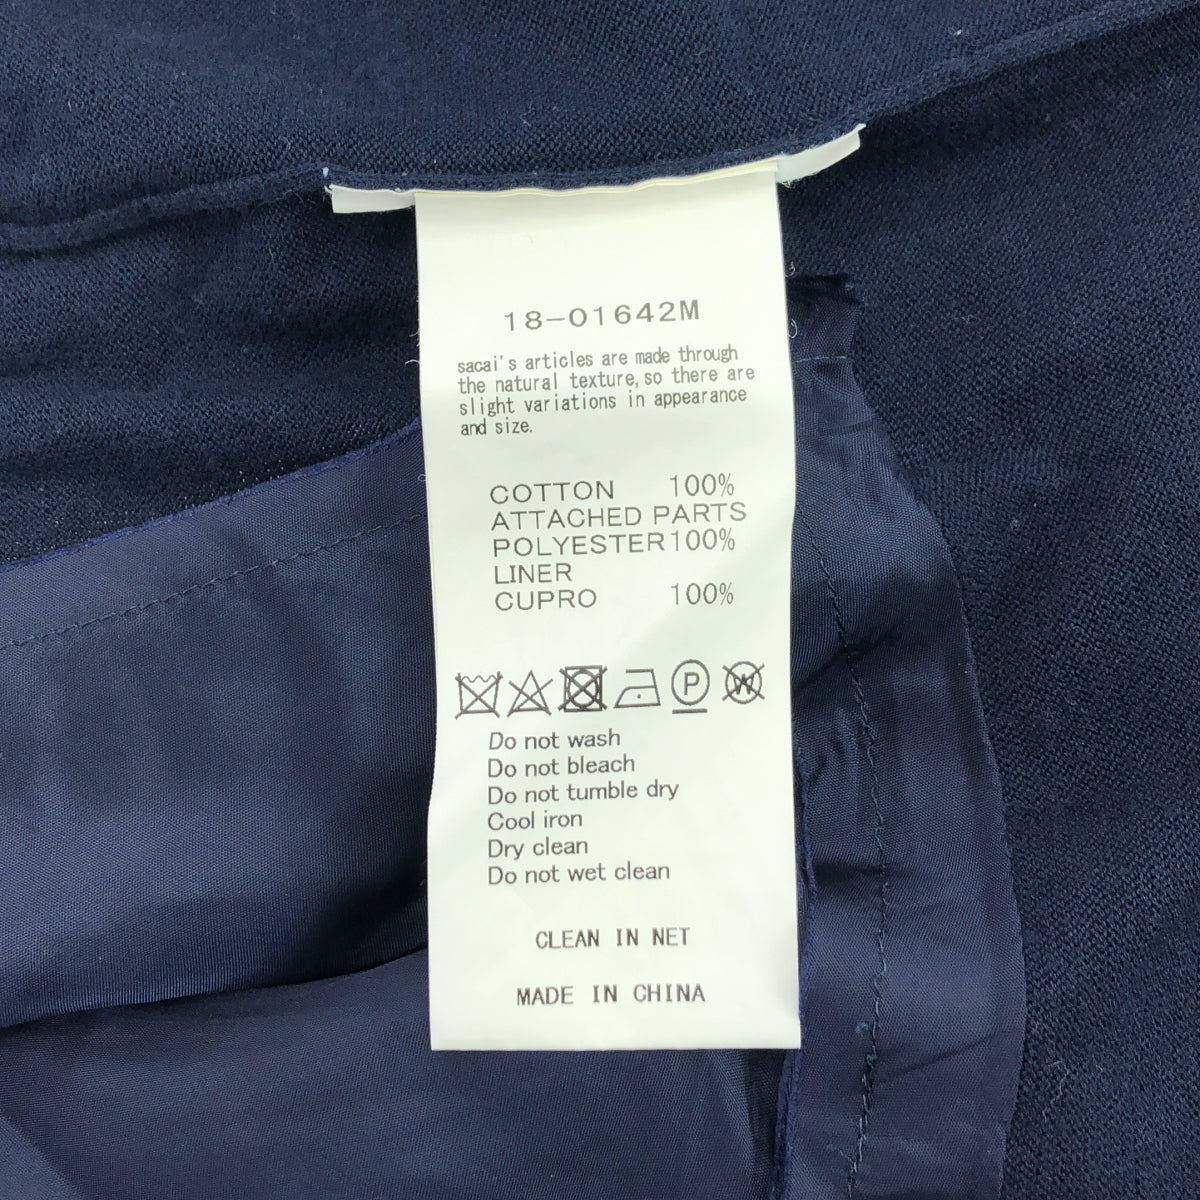 18-01642M
sacai's articles are made through
the natural texture, so there are
slight variations in appearance
and size.
COTTON 100%
ATTACHED PARTS
POLYESTER 100%
LINER
CUPRO 100%
P W
Do not wash
Do not bleach
Do not tumble dry
Cool iron
Dry clean
Do not wet clean
CLEAN IN NET
MADE IN CHINA